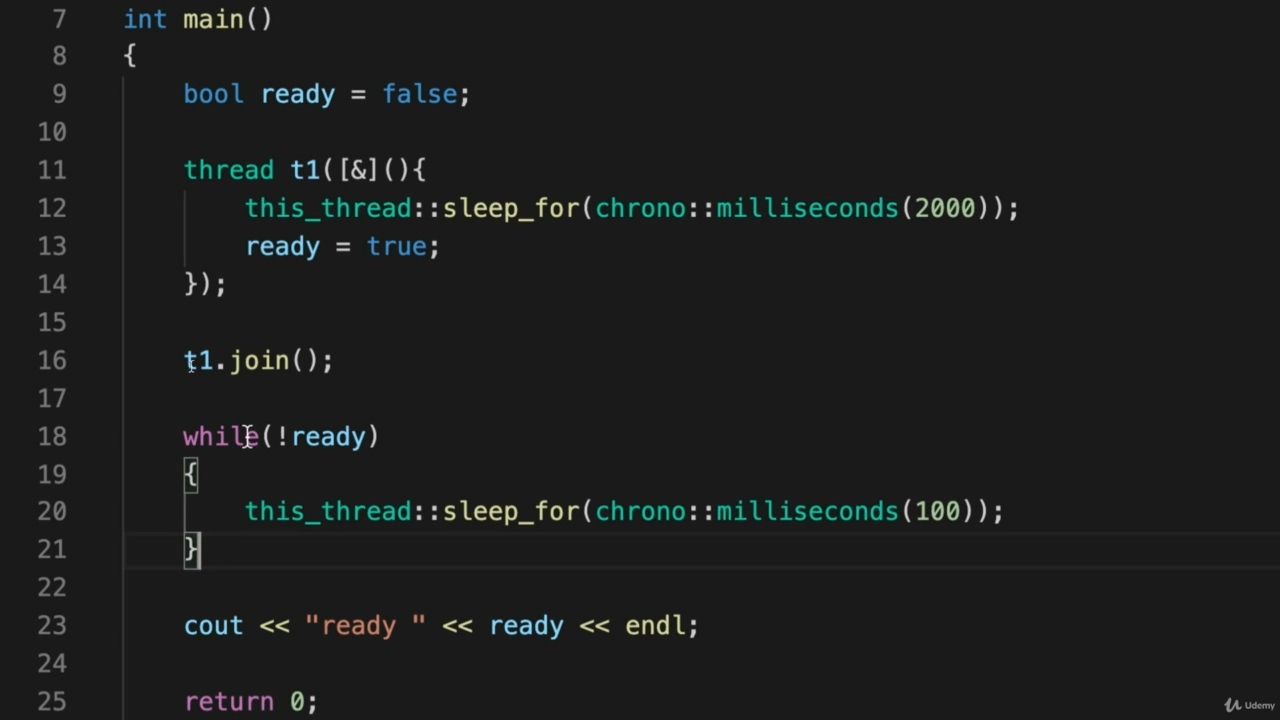 7 int main()
8 {
9 bool ready = false;
10
11 thread t1([&](){
12 this_thread::sleep_for(chrono::milliseconds(2000));
13 ready = true;
14 });
15
16 t1.join();
17
18 while(!ready)
19 {
20 this_thread::sleep_for(chrono::milliseconds(100));
21 }
22
23 cout << "ready " << ready << endl;
24
25 return 0;
Udemy